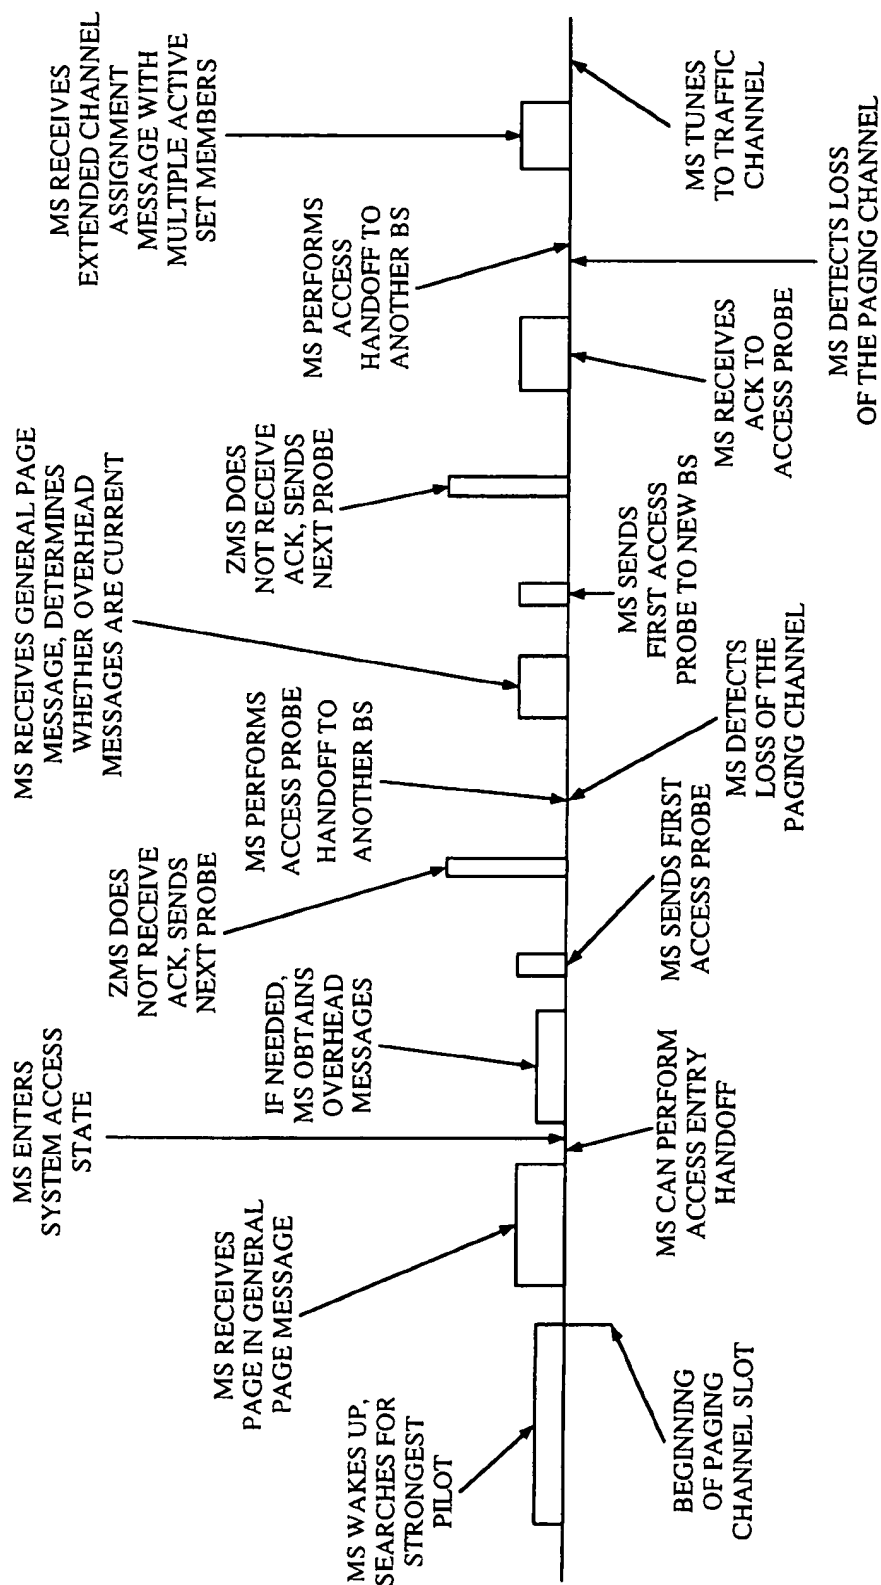 MS WAKES UP,
SEARCHES FOR
STRONGEST
PILOT
BEGINNING
OF PAGING
CHANNEL SLOT
MS RECEIVES
PAGE IN GENERAL
PAGE MESSAGE
MS ENTERS
SYSTEM ACCESS
STATE
MS CAN PERFORM
ACCESS ENTRY
HANDOFF
IF NEEDED,
MS OBTAINS
OVERHEAD
MESSAGES
MS SENDS FIRST
ACCESS PROBE
ZMS DOES
NOT RECEIVE
ACK, SENDS
NEXT PROBE
MS PERFORMS
ACCESS PROBE
HANDOFF TO
ANOTHER BS
MS DETECTS
LOSS OF THE
PAGING CHANNEL
MS RECEIVES GENERAL PAGE
MESSAGE, DETERMINES
WHETHER OVERHEAD
MESSAGES ARE CURRENT
MS SENDS
FIRST ACCESS
PROBE TO NEW BS
ZMS DOES
NOT RECEIVE
ACK, SENDS
NEXT PROBE
MS RECEIVES
ACK TO
ACCESS PROBE
MS PERFORMS
ACCESS
HANDOFF TO
ANOTHER BS
MS DETECTS LOSS
OF THE PAGING CHANNEL
MS RECEIVES
EXTENDED CHANNEL
ASSIGNMENT
MESSAGE WITH
MULTIPLE ACTIVE
SET MEMBERS
MS TUNES
TO TRAFFIC
CHANNEL